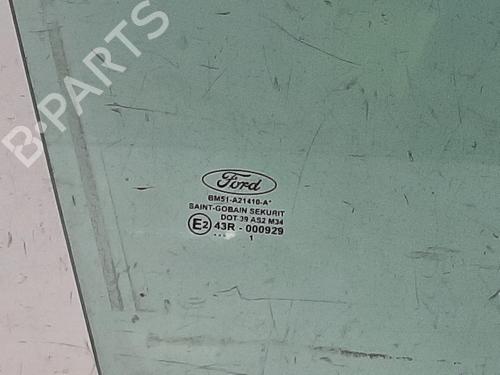 B-PARTS
Ford
BM51-A21410-A*
SAINT-GOBAIN SEKURIT
DOT 39 AS2 M34
E2 43R - 000929
... 1